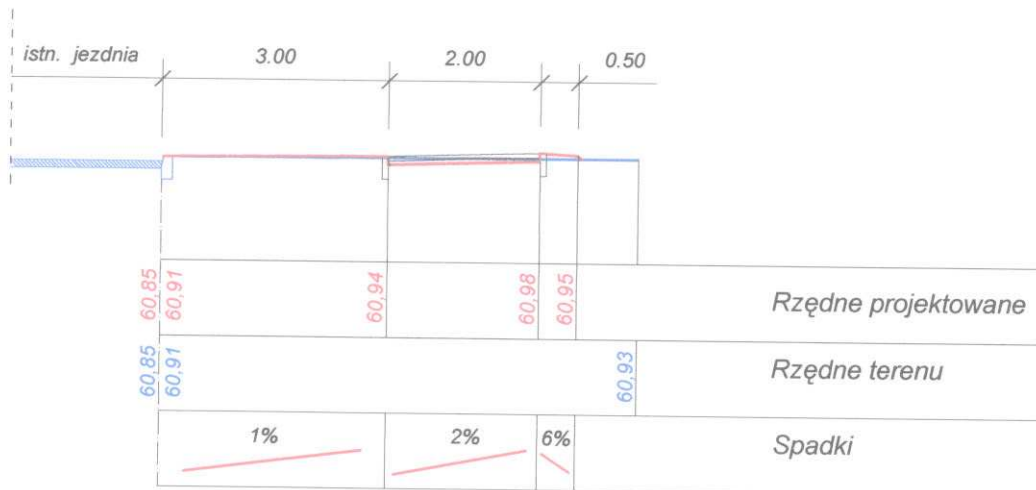 istn. jezdnia 3.00 2.00 0.50
60,85 60,91 60,94 60,98 60,95 Rzędne projektowane
60,85 60,91 60,93 Rzędne terenu
1% 2% 6% Spadki